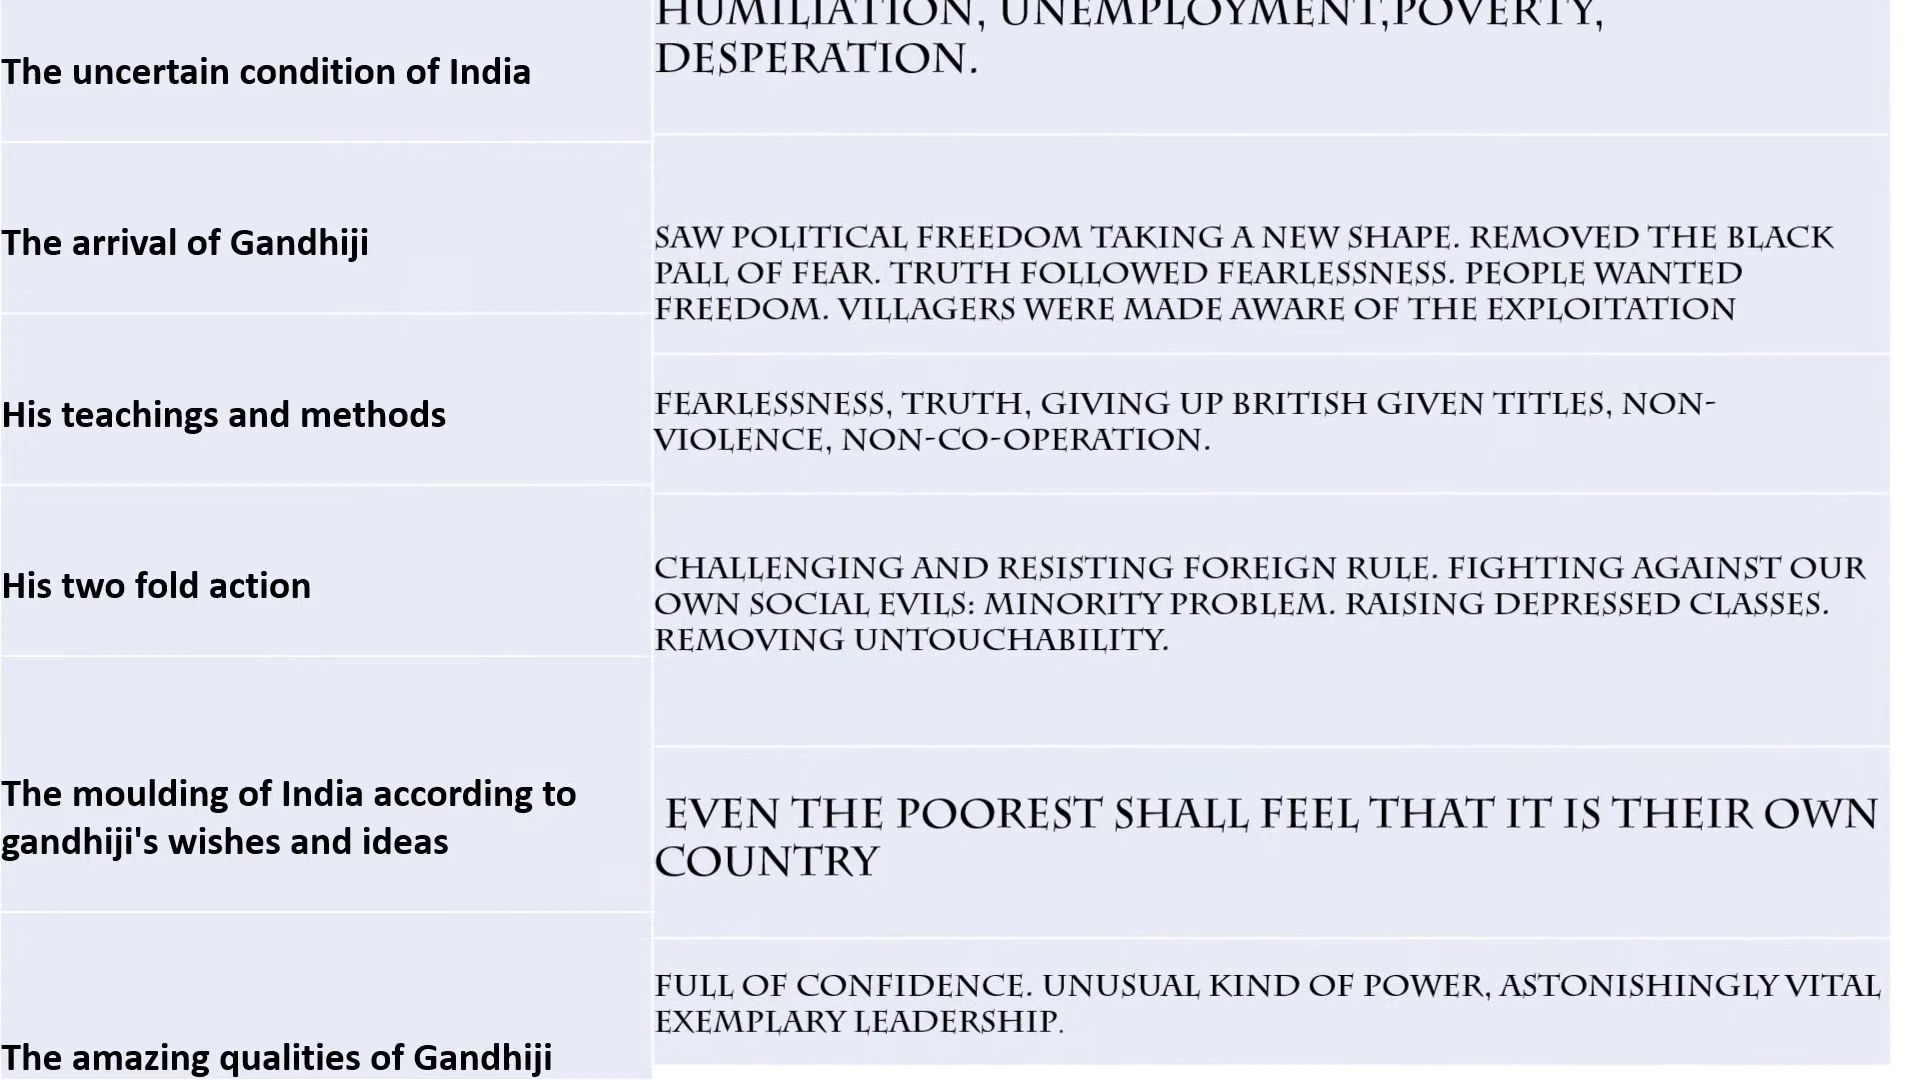 HUMILIATION, UNEMPLOYMENT,POVERTY,
DESPERATION.
The uncertain condition of India
The arrival of Gandhiji
SAW POLITICAL FREEDOM TAKING A NEW SHAPE. REMOVED THE BLACK
PALL OF FEAR. TRUTH FOLLOWED FEARLESSNESS. PEOPLE WANTED
FREEDOM. VILLAGERS WERE MADE AWARE OF THE EXPLOITATION
His teachings and methods
FEARLESSNESS, TRUTH, GIVING UP BRITISH GIVEN TITLES, NON-
VIOLENCE, NON-CO-OPERATION.
His two fold action
CHALLENGING AND RESISTING FOREIGN RULE. FIGHTING AGAINST OUR
OWN SOCIAL EVILS: MINORITY PROBLEM. RAISING DEPRESSED CLASSES.
REMOVING UNTOUCHABILITY.
The moulding of India according to
gandhiji's wishes and ideas
EVEN THE POOREST SHALL FEEL THAT IT IS THEIR OWN
COUNTRY
FULL OF CONFIDENCE. UNUSUAL KIND OF POWER, ASTONISHINGLY VITAL
EXEMPLARY LEADERSHIP.
The amazing qualities of Gandhiji